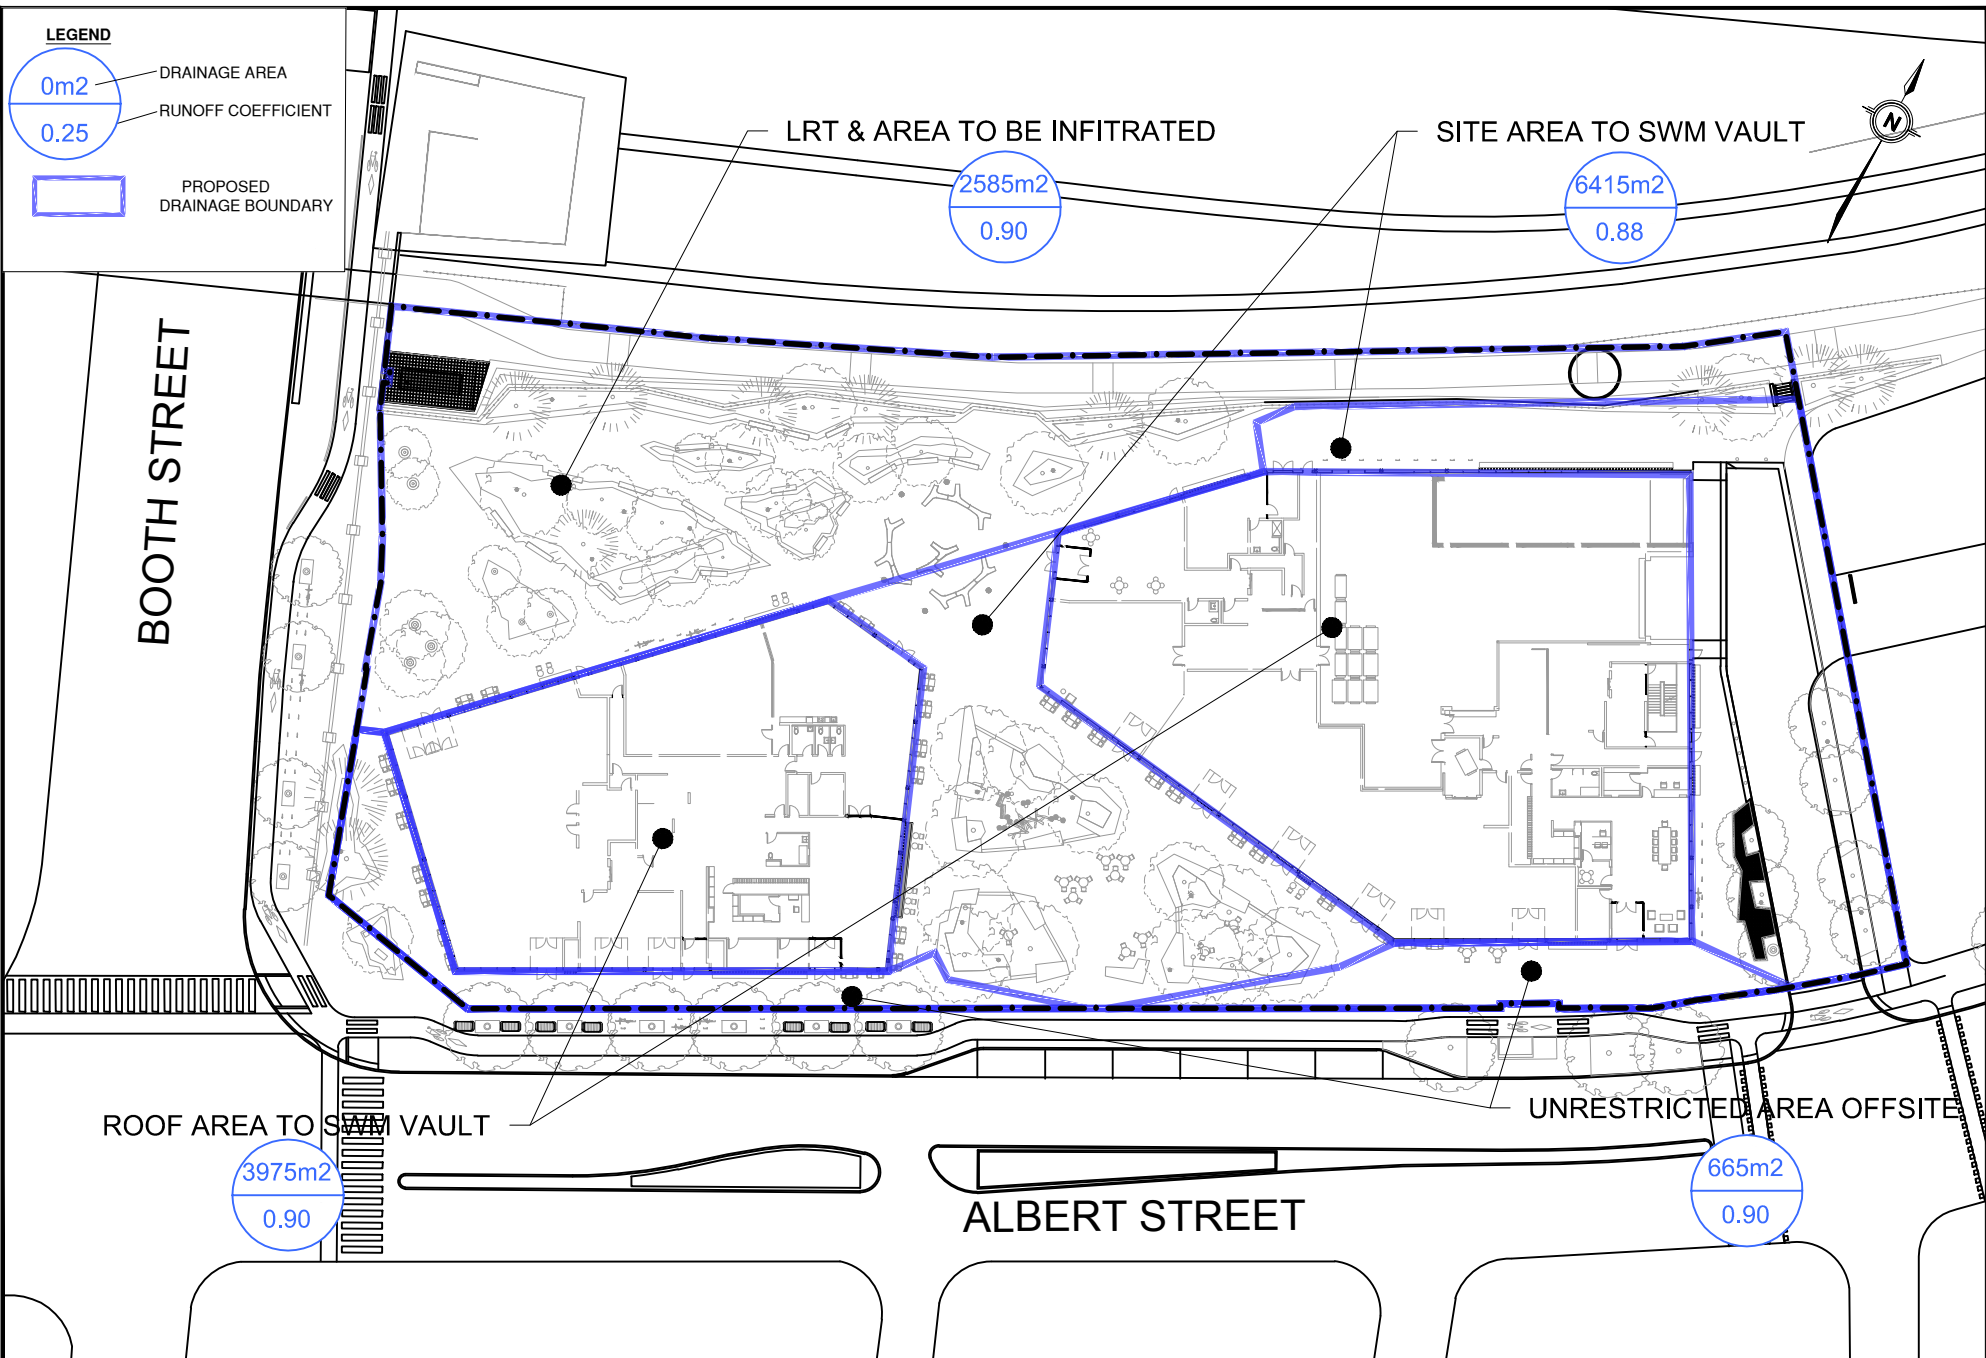 LEGEND
0m2
0.25
DRAINAGE AREA
RUNOFF COEFFICIENT
PROPOSED
DRAINAGE BOUNDARY
LRT & AREA TO BE INFITRATED
2585m2
0.90
SITE AREA TO SWM VAULT
6415m2
0.88
N
BOOTH STREET
ROOF AREA TO SWM VAULT
3975m2
0.90
UNRESTRICTED AREA OFFSITE
665m2
0.90
ALBERT STREET